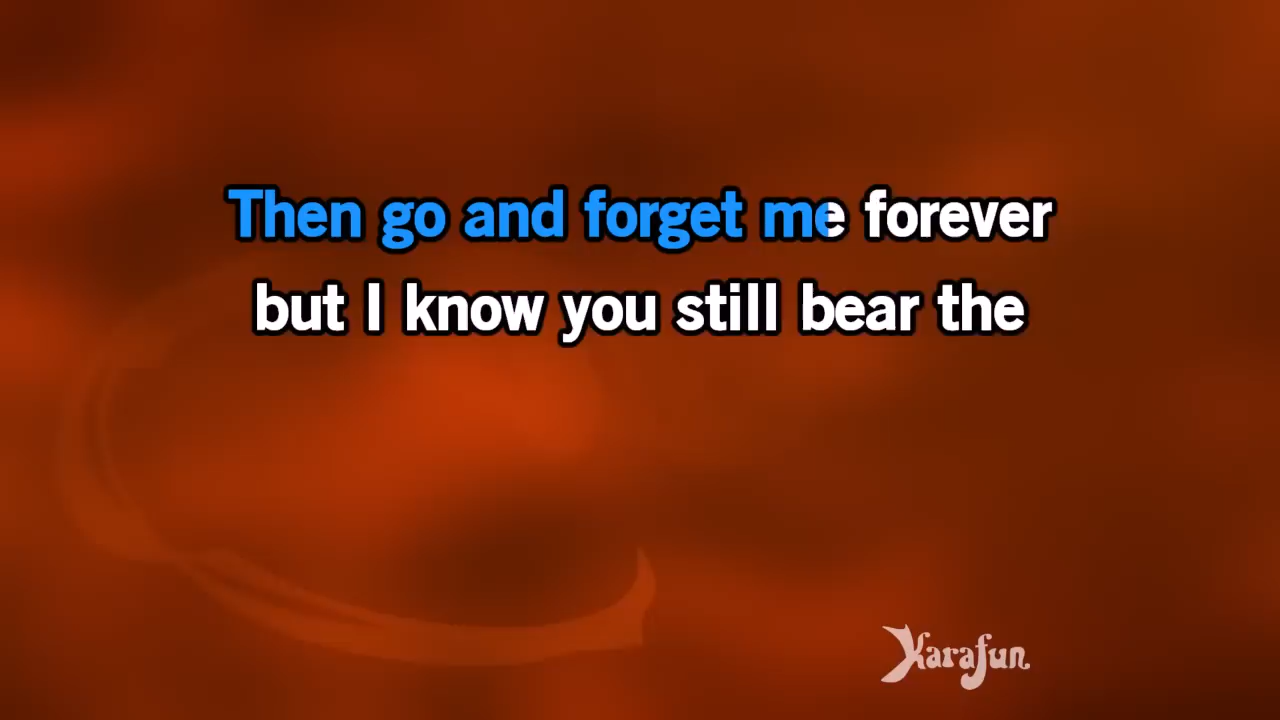 Then go and forget me forever
but I know you still bear the
Karafun